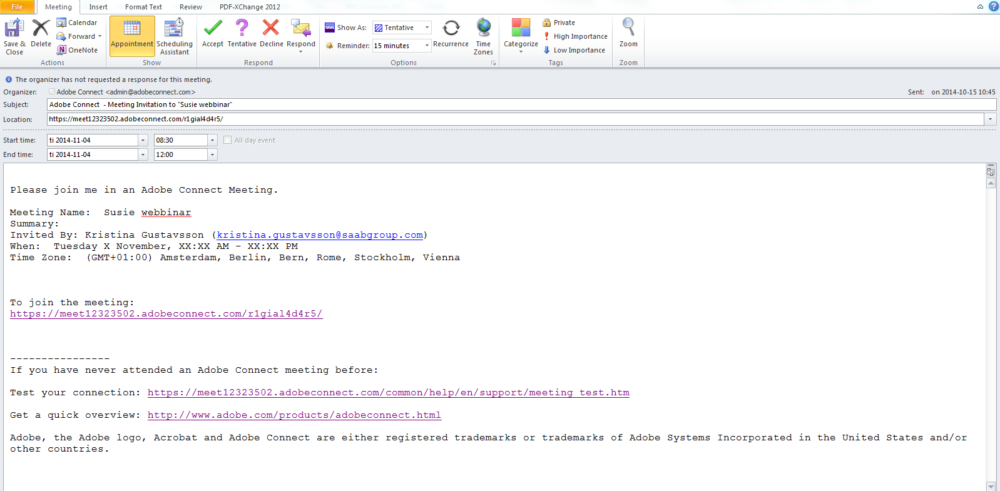 File Meeting Insert Format Text Review PDF-XChange 2012
Save & Close
Delete
Calendar
Forward
OneNote
Actions
Appointment
Scheduling Assistant
Show
Accept
Tentative
Decline
Respond
Respond
Show As: Tentative
Reminder: 15 minutes
Recurrence
Time Zones
Options
Categorize
Private
High Importance
Low Importance
Tags
Zoom
Zoom
The organizer has not requested a response for this meeting.
Organizer: Adobe Connect <admin@adobeconnect.com> Sent: on 2014-10-15 10:45
Subject: Adobe Connect  - Meeting Invitation to "Susie webbinar"
Location: https://meet12323502.adobeconnect.com/r1gial4d4r5/
Start time: ti 2014-11-04 08:30 All day event
End time: ti 2014-11-04 12:00
Please join me in an Adobe Connect Meeting.
Meeting Name:  Susie webbinar
Summary:
Invited By: Kristina Gustavsson (kristina.gustavsson@saabgroup.com)
When:  Tuesday X November, XX:XX AM - XX:XX PM
Time Zone:  (GMT+01:00) Amsterdam, Berlin, Bern, Rome, Stockholm, Vienna
To join the meeting:
https://meet12323502.adobeconnect.com/r1gial4d4r5/
----------------
If you have never attended an Adobe Connect meeting before:
Test your connection: https://meet12323502.adobeconnect.com/common/help/en/support/meeting_test.htm
Get a quick overview: http://www.adobe.com/products/adobeconnect.html
Adobe, the Adobe logo, Acrobat and Adobe Connect are either registered trademarks or trademarks of Adobe Systems Incorporated in the United States and/or
other countries.